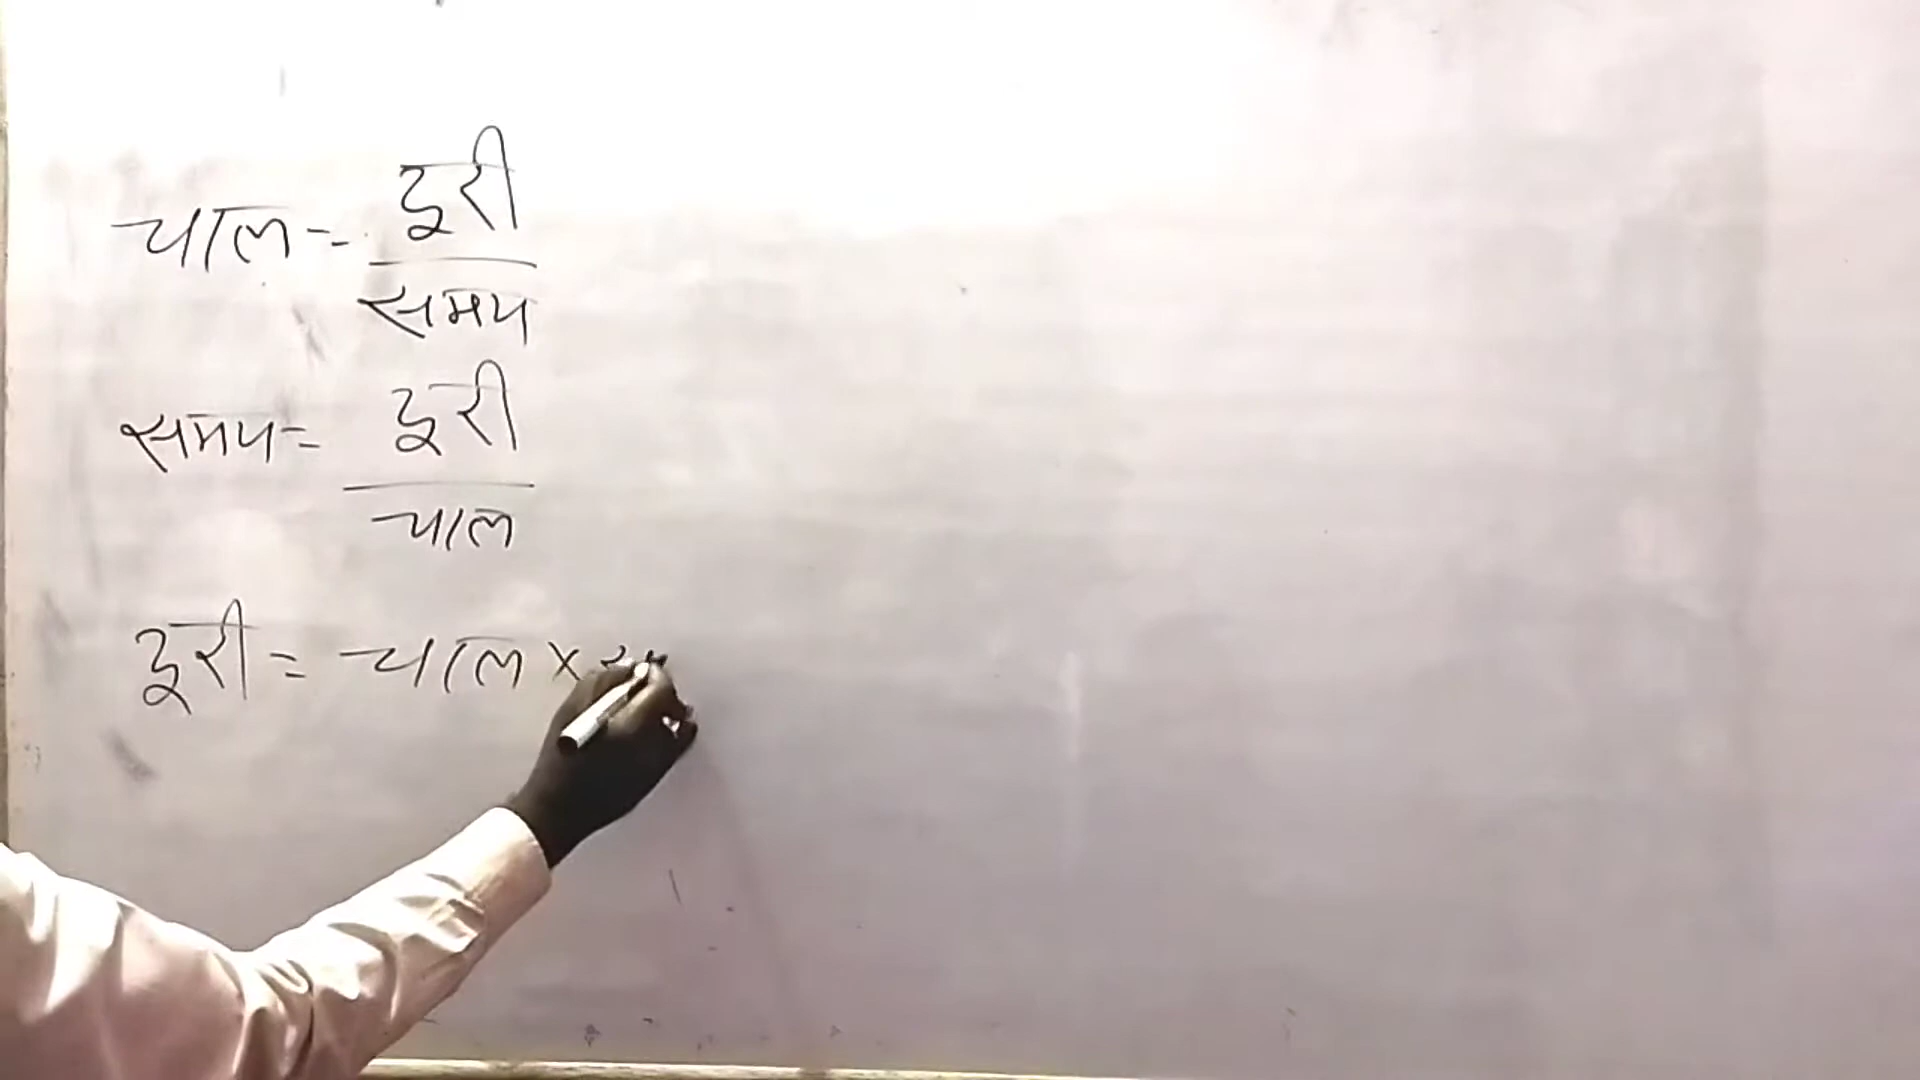 चाल = दूरी
समय
समय = दूरी
चाल
दूरी = चाल ×